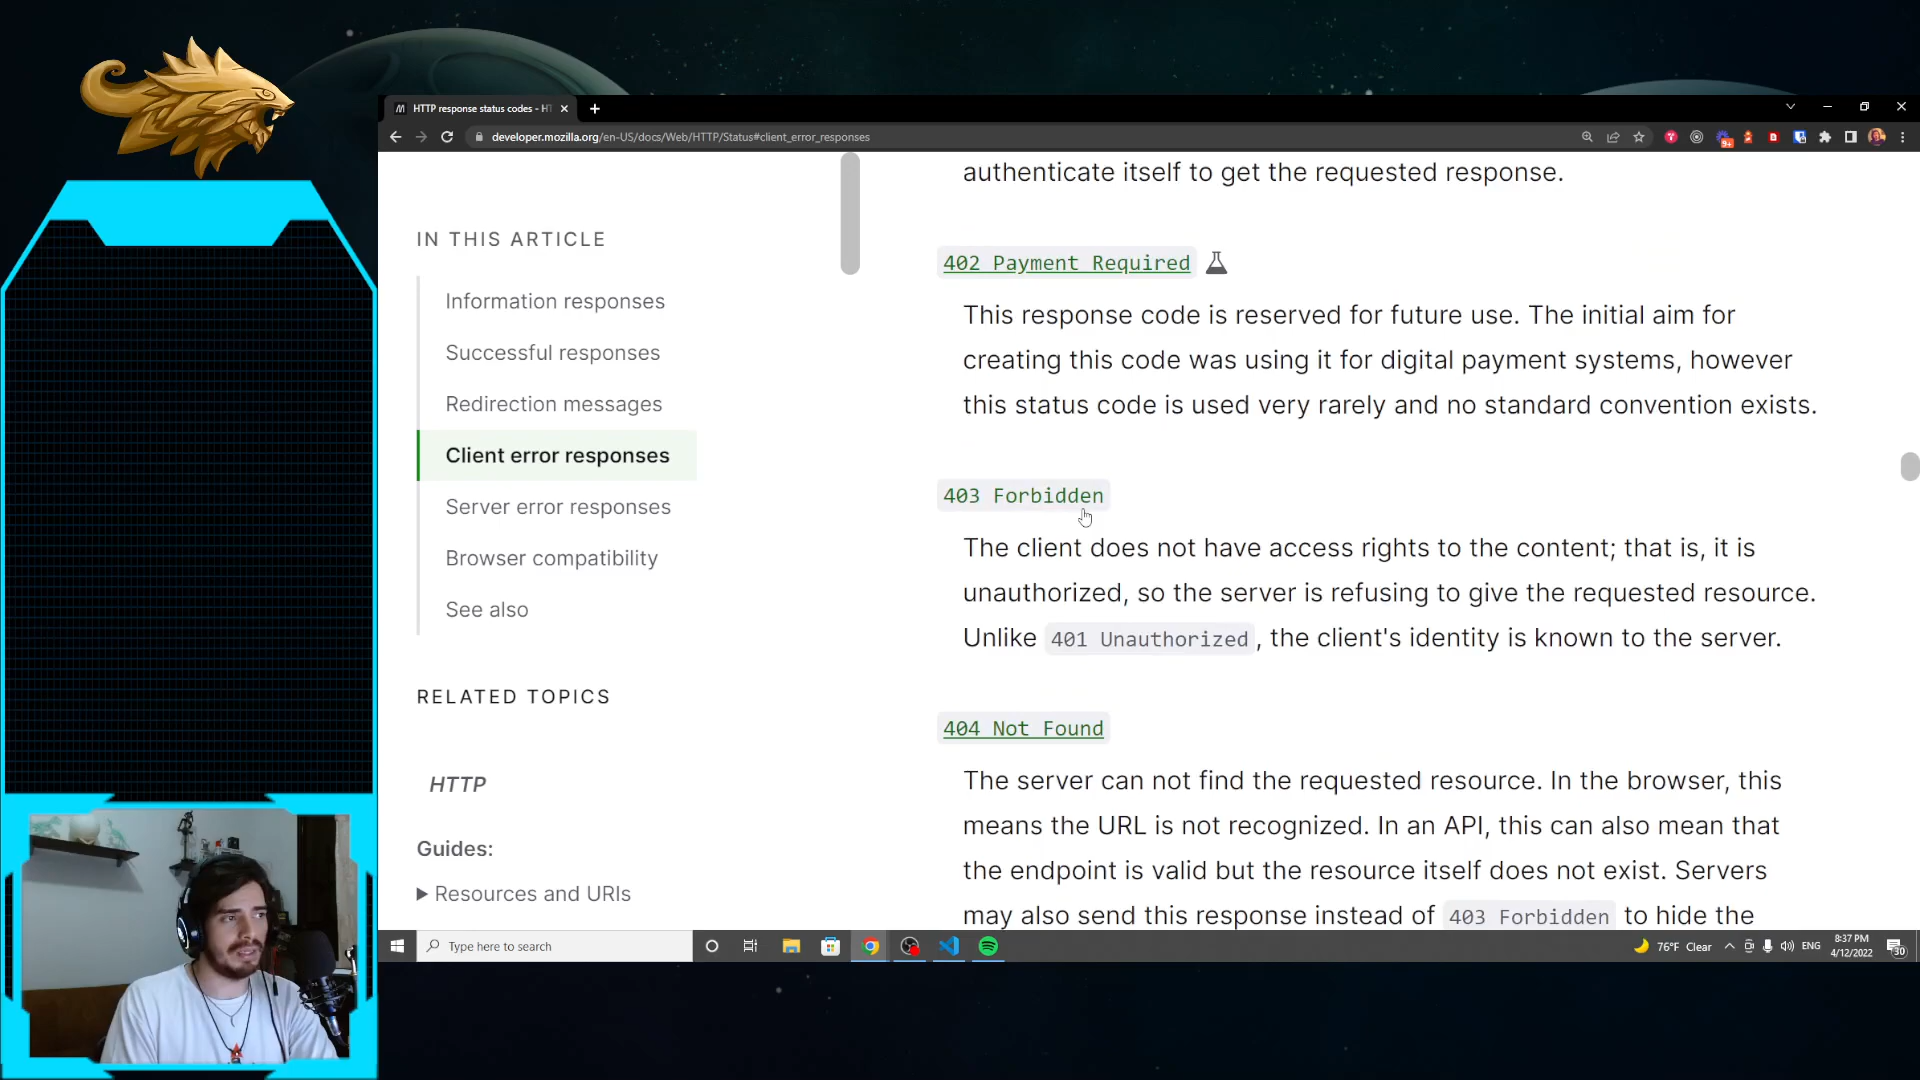 HTTP response status codes - HT
developer.mozilla.org/en-US/docs/Web/HTTP/Status#client_error_responses
9+
IN THIS ARTICLE
Information responses
Successful responses
Redirection messages
Client error responses
Server error responses
Browser compatibility
See also
RELATED TOPICS
HTTP
Guides:
Resources and URIs
authenticate itself to get the requested response.
402 Payment Required
This response code is reserved for future use. The initial aim for
creating this code was using it for digital payment systems, however
this status code is used very rarely and no standard convention exists.
403 Forbidden
The client does not have access rights to the content; that is, it is
unauthorized, so the server is refusing to give the requested resource.
Unlike 401 Unauthorized, the client's identity is known to the server.
404 Not Found
The server can not find the requested resource. In the browser, this
means the URL is not recognized. In an API, this can also mean that
the endpoint is valid but the resource itself does not exist. Servers
may also send this response instead of 403 Forbidden to hide the
Type here to search
76°F Clear
ENG
8:37 PM
4/12/2022
30